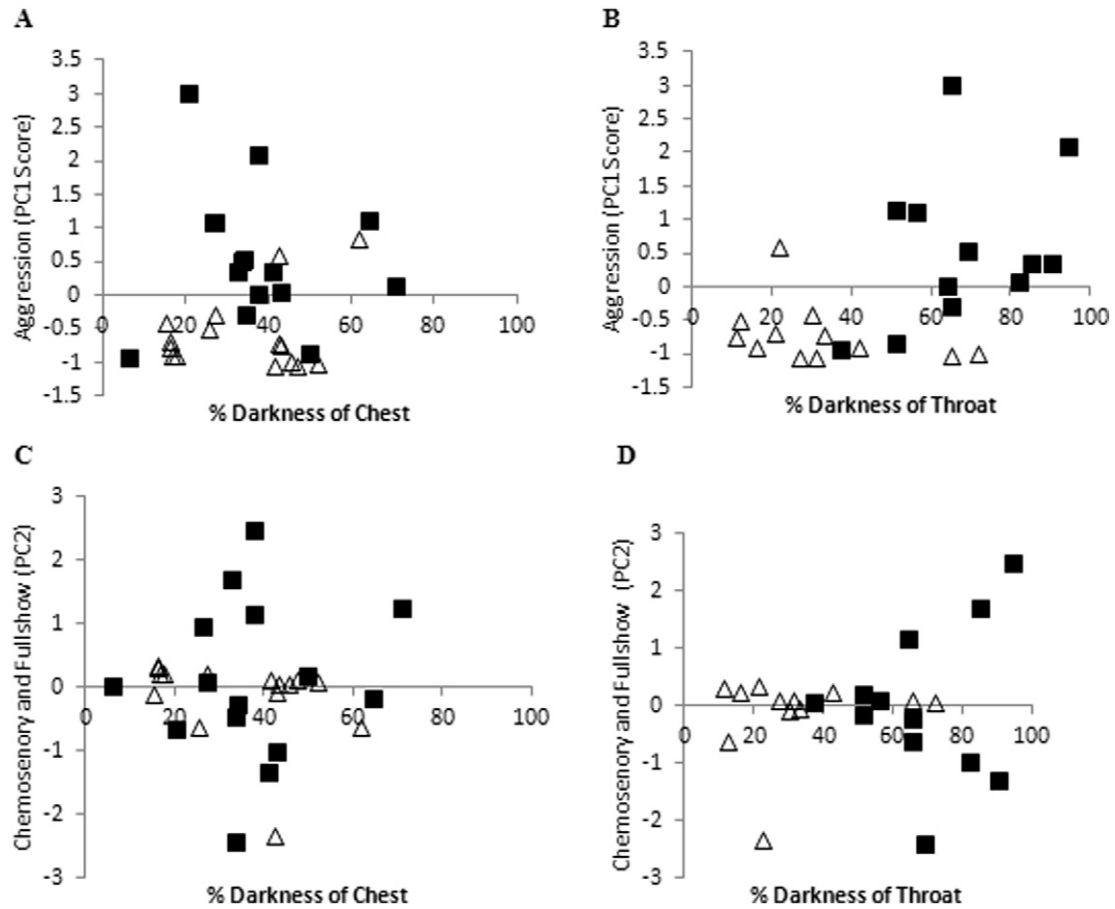 A
3.5
3
2.5
2
1.5
1
0.5
0
-0.5
-1
-1.5
0 20 40 60 80 100
Aggression (PC1 Score)
% Darkness of Chest
B
3.5
3
2.5
2
1.5
1
0.5
0
-0.5
-1
-1.5
0 20 40 60 80 100
Aggression (PC1 Score)
% Darkness of Throat
C
3
2
1
0
-1
-2
-3
0 20 40 60 80 100
Chemosenory and Fullshow (PC2)
% Darkness of Chest
D
3
2
1
0
-1
-2
-3
0 20 40 60 80 100
Chemosenory and Fullshow (PC2)
% Darkness of Throat